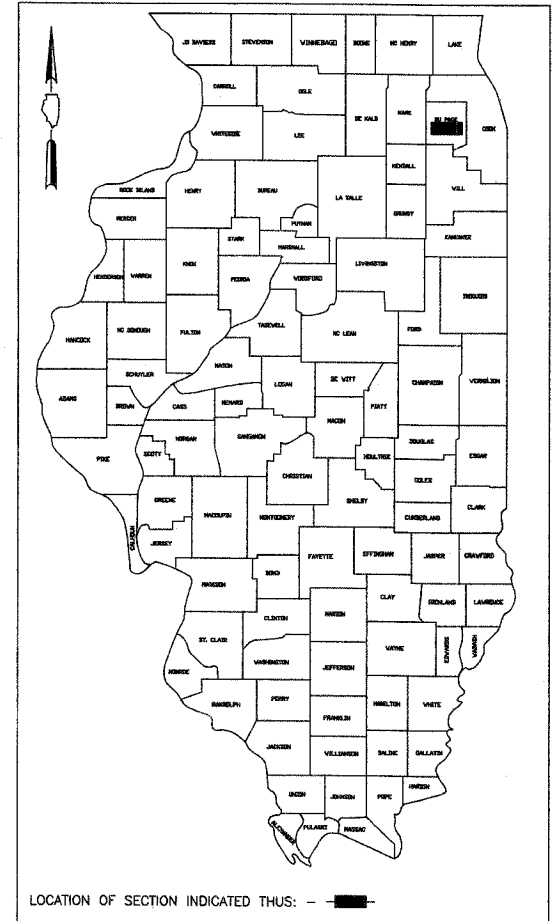 JO DAVIESS STEPHENSON WINNEBAGO BOONE MC HENRY LAKE
CARROLL OGLE
DE KALB KANE DU PAGE COOK
WHITESIDE LEE
KENDALL WILL
ROCK ISLAND HENRY BUREAU LA SALLE
MERCER PUTNAM GRUNDY
STARK MARSHALL KANKAKEE
HENDERSON WARREN KNOX PEORIA WOODFORD LIVINGSTON IROQUOIS
HANCOCK MC DONOUGH FULTON TAZEWELL MC LEAN FORD
SCHUYLER MASON DE WITT CHAMPAIGN VERMILION
ADAMS BROWN CASS MENARD LOGAN PIATT
MACON
MORGAN SANGAMON DOUGLAS EDGAR
PIKE SCOTT MOULTRIE
CHRISTIAN COLES
GREENE MACOUPIN MONTGOMERY SHELBY CUMBERLAND CLARK
CALHOUN JERSEY FAYETTE EFFINGHAM JASPER CRAWFORD
MADISON BOND CLAY RICHLAND LAWRENCE
CLINTON MARION
ST. CLAIR WAYNE EDWARDS WABASH
MONROE WASHINGTON JEFFERSON
RANDOLPH PERRY HAMILTON WHITE
FRANKLIN
JACKSON WILLIAMSON SALINE GALLATIN
UNION JOHNSON POPE HARDIN
ALEXANDER PULASKI MASSAC
LOCATION OF SECTION INDICATED THUS: - -